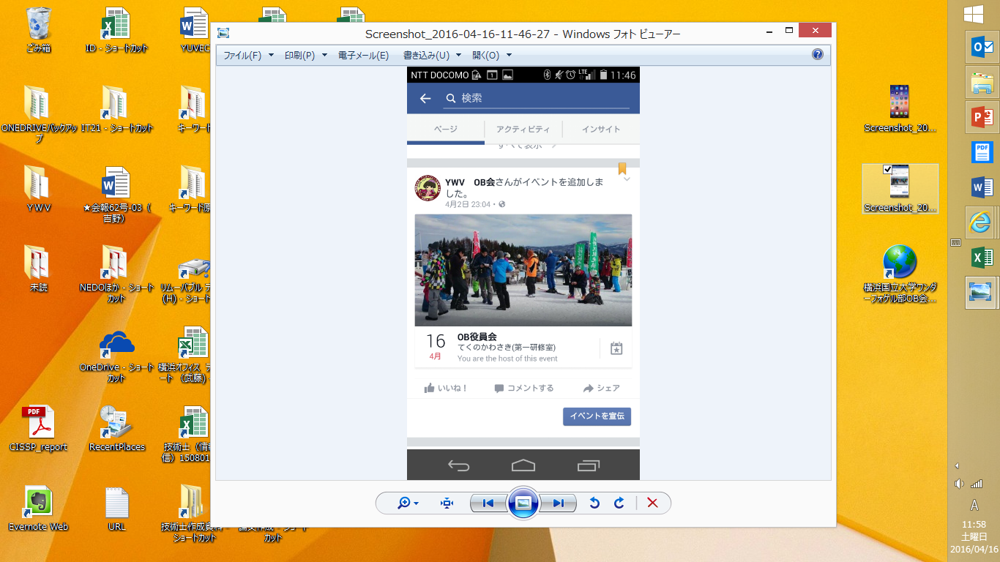 ごみ箱
ID - ショートカット
YUVEC
ONEDRIVEバックアップ
IT21 - ショートカット
キーワード
YWV
★会報62号-03（吉野）
キーワード原
未読
NEDOほか - ショートカット
リムーバブル デ
(H) - ショート
OneDrive - ショートカット
横浜オフィス デ
ート （武藤) -
CISSP_report
RecentPlaces
技術士（情
信）150801
Evernote Web
URL
技術士作成資料 -
ショートカット
論文作成 - ショート
カット
Screenshot_2016-04-16-11-46-27 - Windows フォト ビューアー
ファイル(F) 印刷(P) 電子メール(E) 書き込み(U) 開く(O)
NTT DOCOMO 1 LTE 11:46
検索
ページ アクティビティ インサイト
すべて表示
YWV OB会さんがイベントを追加しま
した。
4月2日 23:04
16
4月
OB役員会
てくのかわさき(第一研修室)
You are the host of this event
いいね！ コメントする シェア
イベントを宣伝
Screenshot_20...
Screenshot_20...
横浜国立大学ワンダ
ーフォゲル部OB会...
PDF
A
11:58
土曜日
2016/04/16